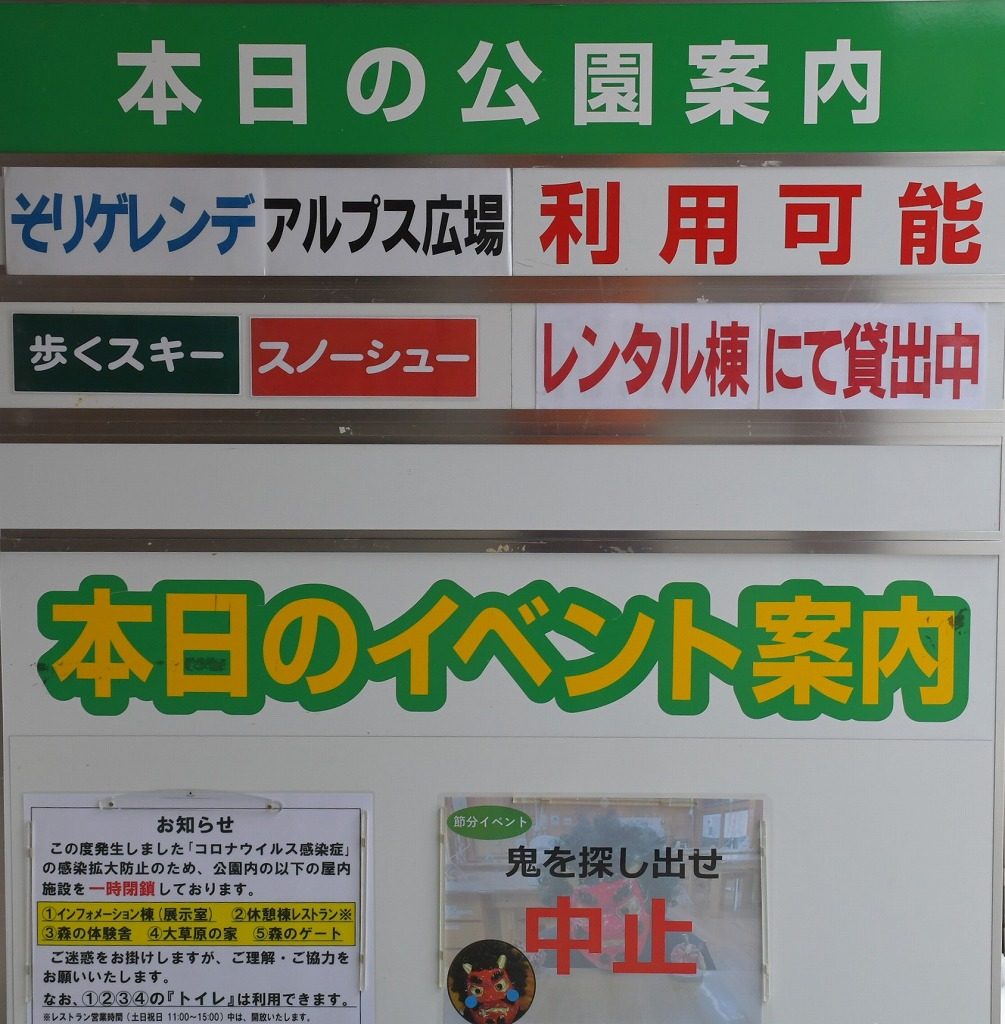 本日の公園案内
そりゲレンデ アルプス広場 利用可能
歩くスキー スノーシュー レンタル棟 にて貸出中
本日のイベント案内
お知らせ
この度発生しました「コロナウイルス感染症」
の感染拡大防止のため、公園内の以下の屋内
施設を一時閉鎖しております。
①インフォメーション棟(展示室) ②休憩棟レストラン※
③森の体験舎 ④大草原の家 ⑤森のゲート
ご迷惑をお掛けしますが、ご理解・ご協力を
お願いいたします。
なお、①②③④の『トイレ』は利用できます。
※レストラン営業時間(土日祝日 11:00～15:00)中は、開放いたします。
節分イベント
鬼を探し出せ
中止